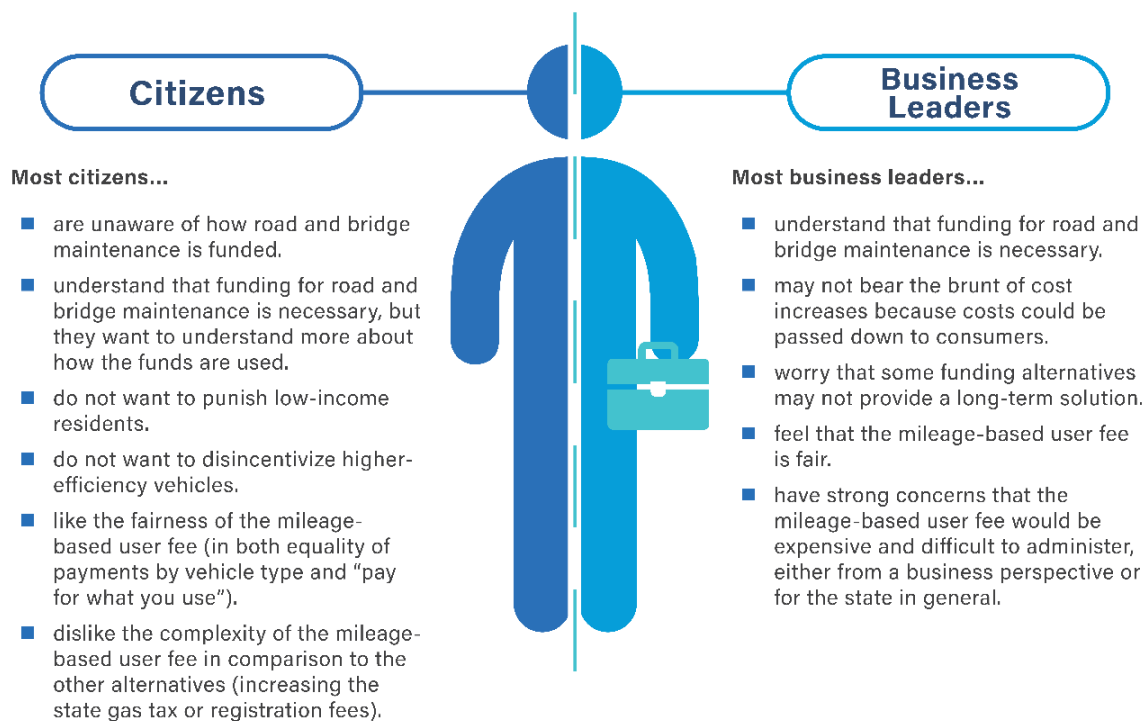 Citizens
Most citizens...
■ are unaware of how road and bridge
maintenance is funded.
■ understand that funding for road and
bridge maintenance is necessary, but
they want to understand more about
how the funds are used.
■ do not want to punish low-income
residents.
■ do not want to disincentivize higher-
efficiency vehicles.
■ like the fairness of the mileage-
based user fee (in both equality of
payments by vehicle type and “pay
for what you use”).
■ dislike the complexity of the mileage-
based user fee in comparison to the
other alternatives (increasing the
state gas tax or registration fees).
Business
Leaders
Most business leaders...
■ understand that funding for road and
bridge maintenance is necessary.
■ may not bear the brunt of cost
increases because costs could be
passed down to consumers.
■ worry that some funding alternatives
may not provide a long-term solution.
■ feel that the mileage-based user fee
is fair.
■ have strong concerns that the
mileage-based user fee would be
expensive and difficult to administer,
either from a business perspective or
for the state in general.